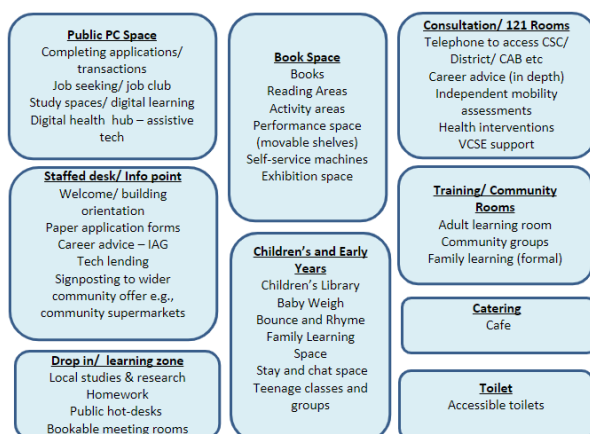 Public PC Space
Completing applications/
transactions
Job seeking/ job club
Study spaces/ digital learning
Digital health hub – assistive
tech
Staffed desk/ Info point
Welcome/ building
orientation
Paper application forms
Career advice – IAG
Tech lending
Signposting to wider
community offer e.g.,
community supermarkets
Drop in/ learning zone
Local studies & research
Homework
Public hot-desks
Bookable meeting rooms
Book Space
Books
Reading Areas
Activity areas
Performance space
(movable shelves)
Self-service machines
Exhibition space
Children's and Early
Years
Children's Library
Baby Weigh
Bounce and Rhyme
Family Learning
Space
Stay and chat space
Teenage classes and
groups
Consultation/ 121 Rooms
Telephone to access CSC/
District/ CAB etc
Career advice (in depth)
Independent mobility
assessments
Health interventions
VCSE support
Training/ Community
Rooms
Adult learning room
Community groups
Family learning (formal)
Catering
Cafe
Toilet
Accessible toilets